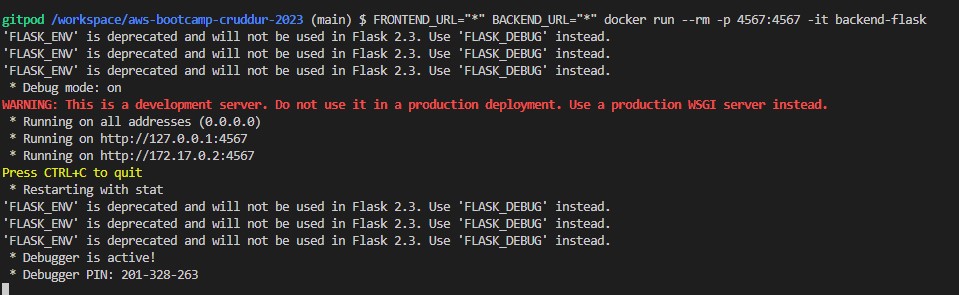 gitpod /workspace/aws-bootcamp-cruddur-2023 (main) $ FRONTEND_URL="*" BACKEND_URL="*" docker run --rm -p 4567:4567 -it backend-flask
'FLASK_ENV' is deprecated and will not be used in Flask 2.3. Use 'FLASK_DEBUG' instead.
'FLASK_ENV' is deprecated and will not be used in Flask 2.3. Use 'FLASK_DEBUG' instead.
'FLASK_ENV' is deprecated and will not be used in Flask 2.3. Use 'FLASK_DEBUG' instead.
 * Debug mode: on
WARNING: This is a development server. Do not use it in a production deployment. Use a production WSGI server instead.
 * Running on all addresses (0.0.0.0)
 * Running on http://127.0.0.1:4567
 * Running on http://172.17.0.2:4567
Press CTRL+C to quit
 * Restarting with stat
'FLASK_ENV' is deprecated and will not be used in Flask 2.3. Use 'FLASK_DEBUG' instead.
'FLASK_ENV' is deprecated and will not be used in Flask 2.3. Use 'FLASK_DEBUG' instead.
'FLASK_ENV' is deprecated and will not be used in Flask 2.3. Use 'FLASK_DEBUG' instead.
 * Debugger is active!
 * Debugger PIN: 201-328-263